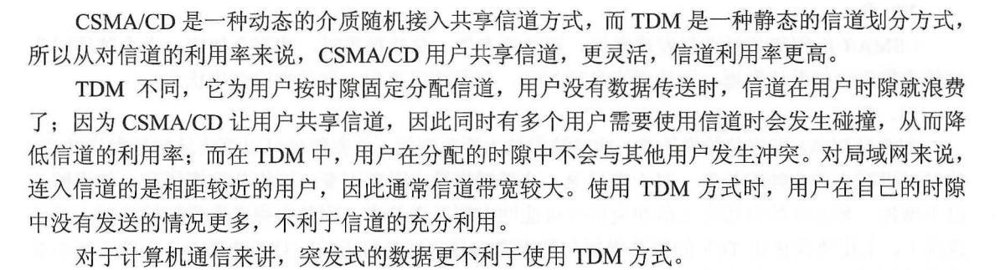 CSMA/CD 是一种动态的介质随机接入共享信道方式，而 TDM 是一种静态的信道划分方式，
所以从对信道的利用率来说，CSMA/CD 用户共享信道，更灵活，信道利用率更高。
TDM 不同，它为用户按时隙固定分配信道，用户没有数据传送时，信道在用户时隙就浪费
了；因为 CSMA/CD 让用户共享信道，因此同时有多个用户需要使用信道时会发生碰撞，从而降
低信道的利用率；而在 TDM 中，用户在分配的时隙中不会与其他用户发生冲突。对局域网来说，
连入信道的是相距较近的用户，因此通常信道带宽较大。使用 TDM 方式时，用户在自己的时隙
中没有发送的情况更多，不利于信道的充分利用。
对于计算机通信来讲，突发式的数据更不利于使用 TDM 方式。